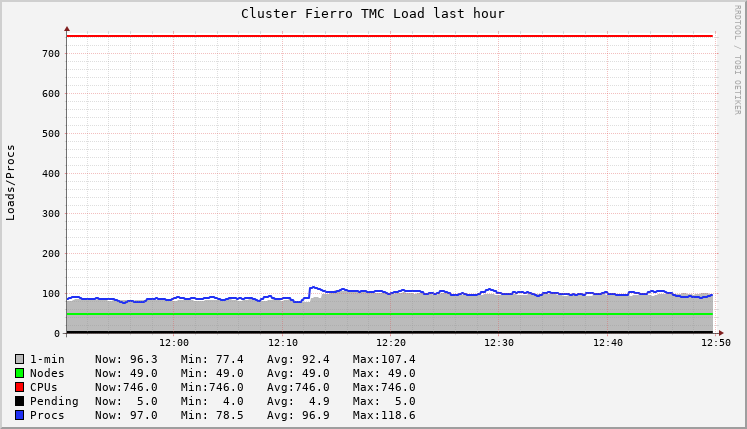 Cluster Fierro TMC Load last hour
RRDTOOL / TOBI OETIKER
Loads/Procs
700
600
500
400
300
200
100
0
12:00 12:10 12:20 12:30 12:40 12:50
1-min Now: 96.3 Min: 77.4 Avg: 92.4 Max:107.4
Nodes Now: 49.0 Min: 49.0 Avg: 49.0 Max: 49.0
CPUs Now:746.0 Min:746.0 Avg:746.0 Max:746.0
Pending Now: 5.0 Min: 4.0 Avg: 4.9 Max: 5.0
Procs Now: 97.0 Min: 78.5 Avg: 96.9 Max:118.6